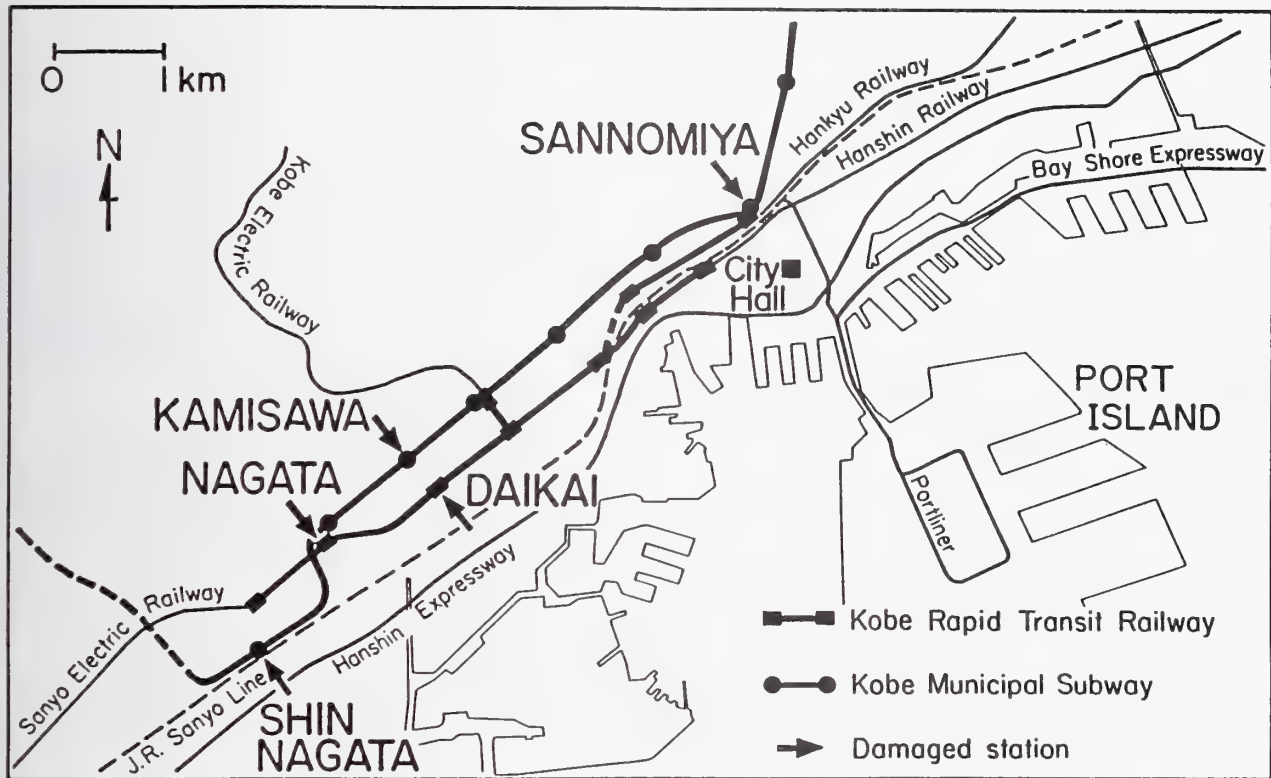 0 1 km
N
SANNOMIYA
Hankyu Railway
Hanshin Railway
Bay Shore Expressway
Kobe Electric Railway
City
Hall
PORT
ISLAND
KAMISAWA
NAGATA
DAIKAI
Portliner
Sanyo Electric Railway
Hanshin Expressway
J.R. Sanyo Line
SHIN
NAGATA
Kobe Rapid Transit Railway
Kobe Municipal Subway
Damaged station